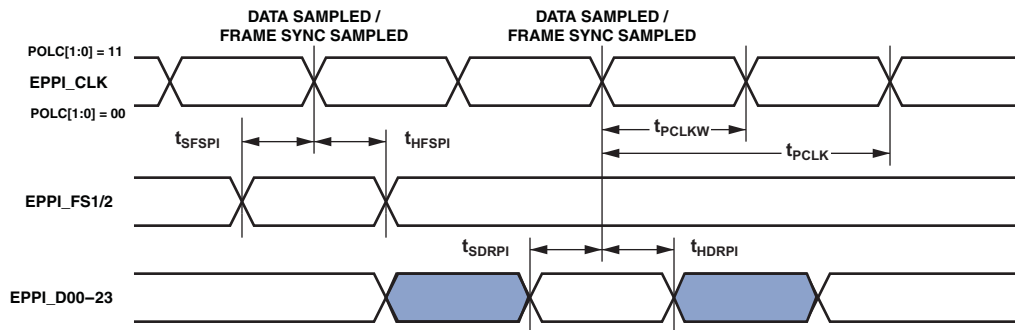 DATA SAMPLED /
FRAME SYNC SAMPLED
DATA SAMPLED /
FRAME SYNC SAMPLED
POLC[1:0] = 11
EPPI_CLK
POLC[1:0] = 00
tSFSPI
tHFSPI
tPCLKW
tPCLK
EPPI_FS1/2
tSDRPI
tHDRPI
EPPI_D00–23